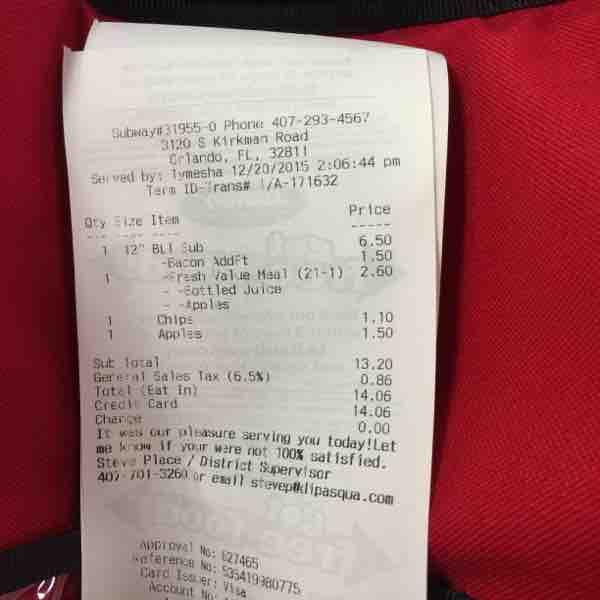 Subway#31955-0 Phone 407-293-4567
3120 S Kirkman Road
Orlando, FL, 32811
Served by: Tymesha 12/20/2015 2:06:44 pm
Term ID-Trans# 1/A-171632
Qty Size Item Price
--- ---- ---- -----
1 12" BLT Sub 6.50
-Bacon AddFt 1.50
1 -Fresh Value Meal (21-1) 2.60
- -Bottled Juice
- -Apples
1 Chips 1.10
1 Apples 1.50
Sub Total 13.20
General Sales Tax (6.5%) 0.86
Total (Eat In) 14.06
Credit Card 14.06
Change 0.00
It was our pleasure serving you today!Let
me know if your were not 100% satisfied.
Steve Place / District Supervisor
407-701-3260 or email stevep@dipasqua.com
Approval No: 627465
Reference No: 535419380775
Card Issuer: Visa
Account No: